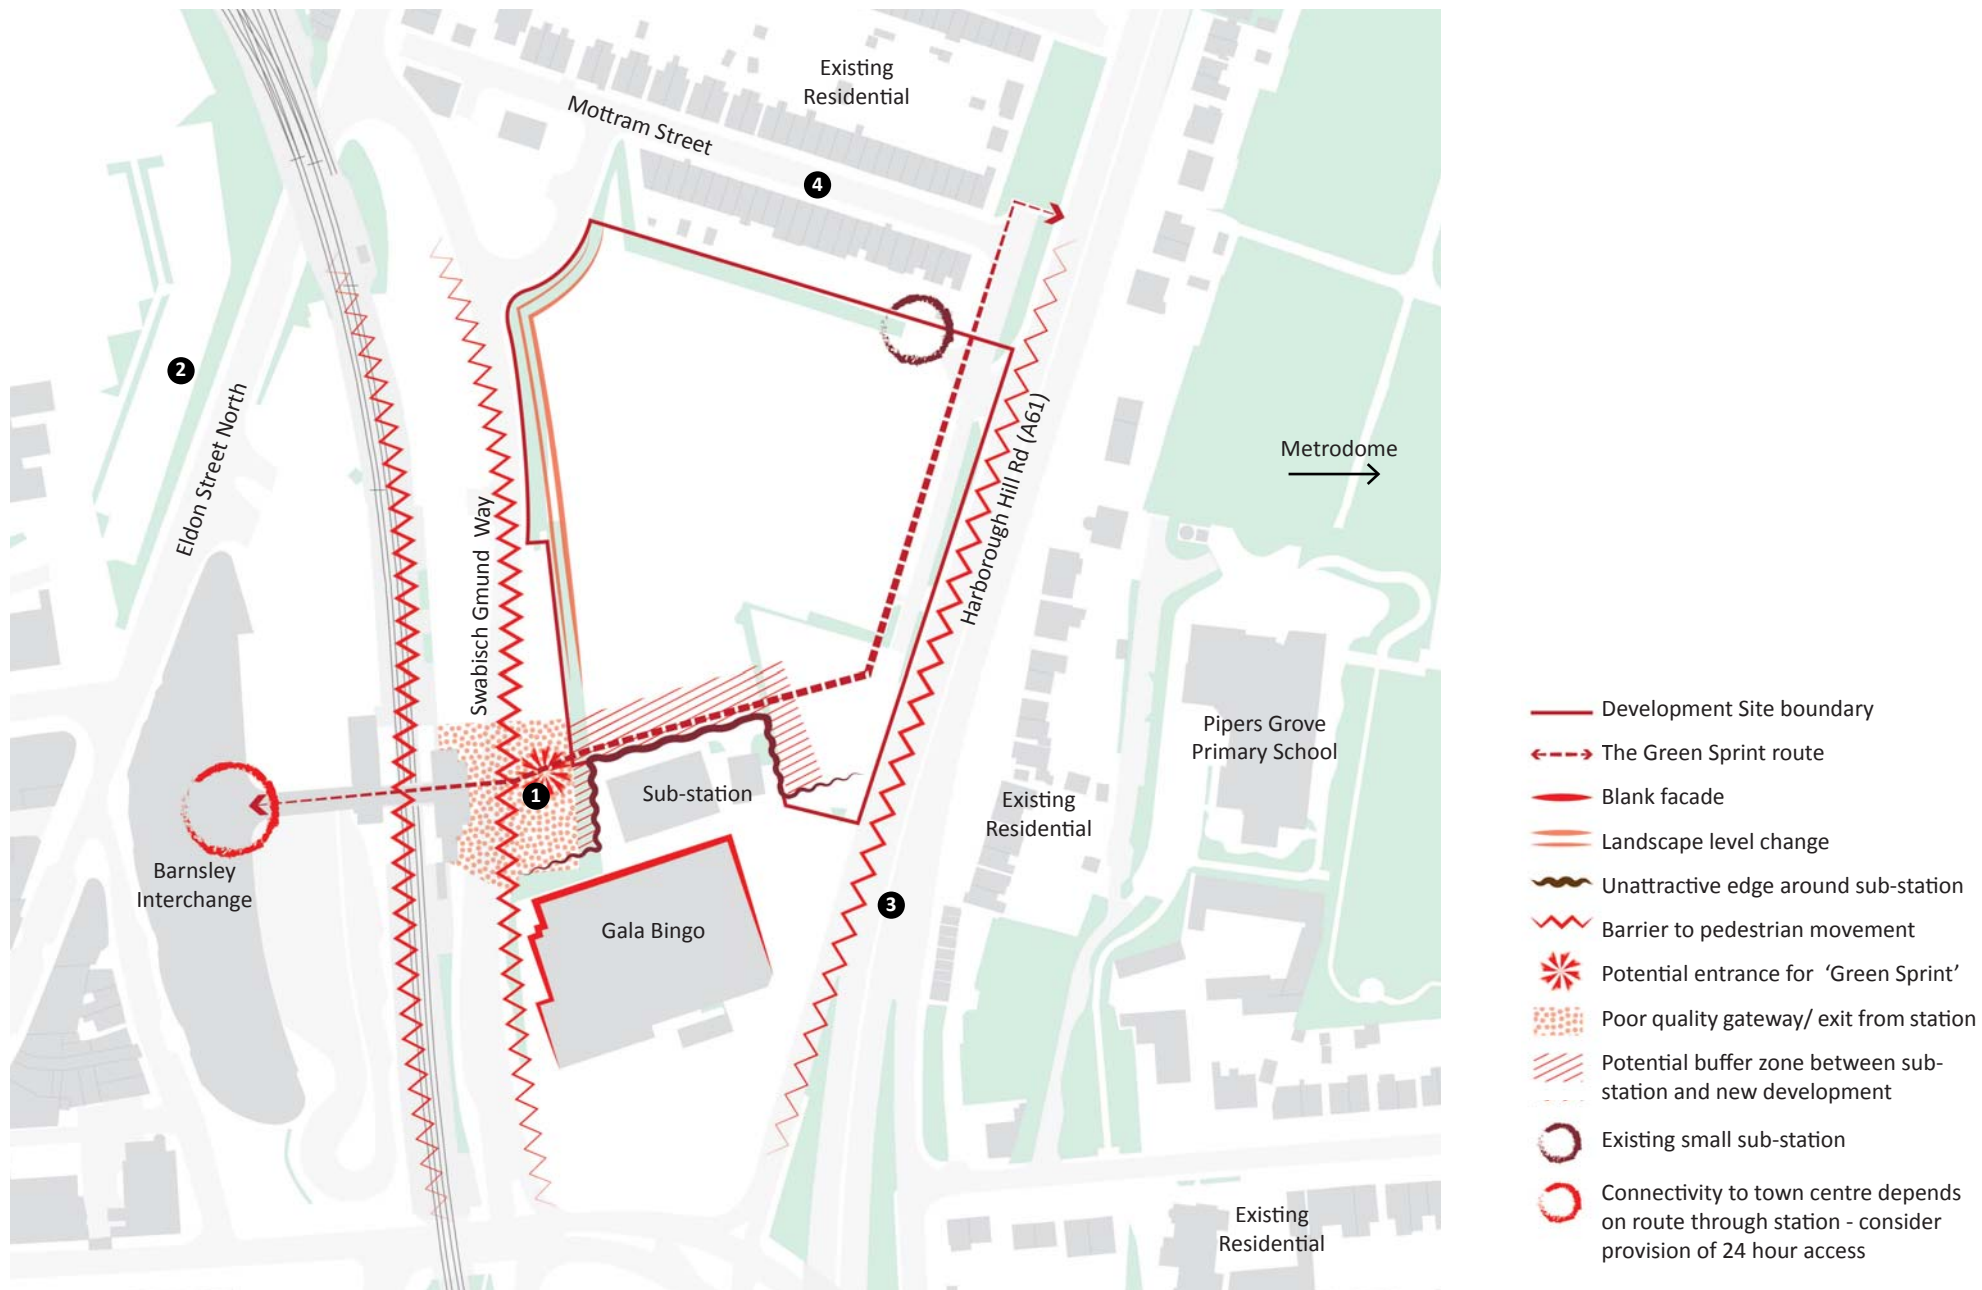 Existing
Residential
Mottram Street
4
2
Eldon Street North
Harborough Hill Rd (A61)
Metrodome
Swabisch Gmund Way
Pipers Grove
Primary School
1
Sub-station
Existing
Residential
Barnsley
Interchange
3
Gala Bingo
Existing
Residential
Development Site boundary
The Green Sprint route
Blank facade
Landscape level change
Unattractive edge around sub-station
Barrier to pedestrian movement
Potential entrance for ‘Green Sprint’
Poor quality gateway/ exit from station
Potential buffer zone between sub-
station and new development
Existing small sub-station
Connectivity to town centre depends
on route through station - consider
provision of 24 hour access